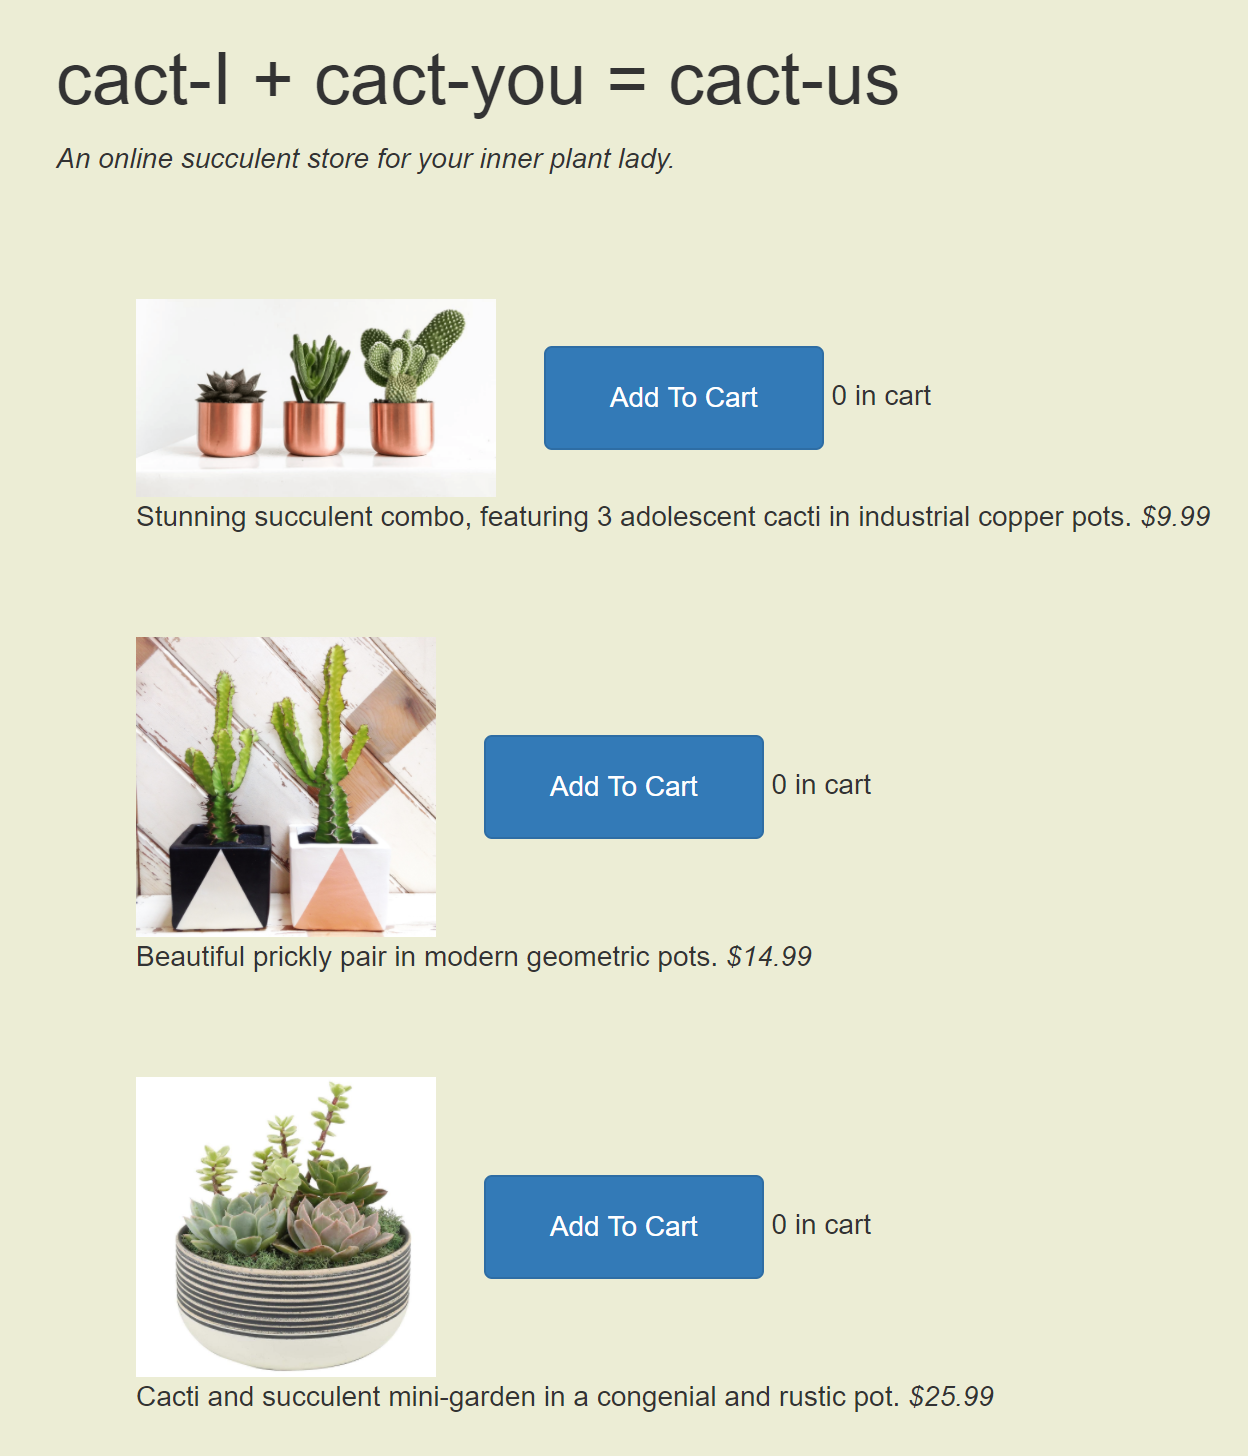 cact-I + cact-you = cact-us
An online succulent store for your inner plant lady.
Add To Cart 0 in cart
Stunning succulent combo, featuring 3 adolescent cacti in industrial copper pots. $9.99
Add To Cart 0 in cart
Beautiful prickly pair in modern geometric pots. $14.99
Add To Cart 0 in cart
Cacti and succulent mini-garden in a congenial and rustic pot. $25.99